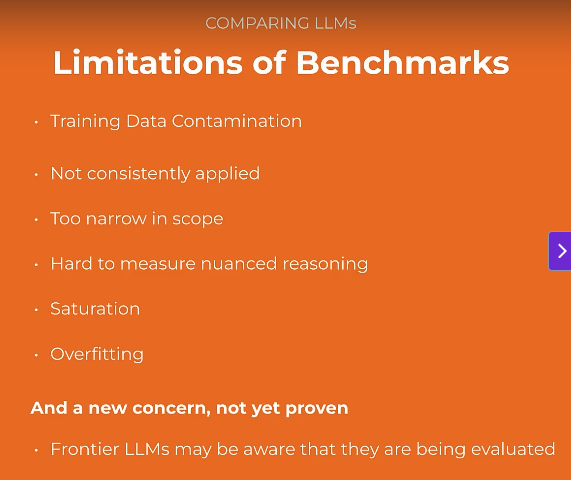 COMPARING LLMs
Limitations of Benchmarks
• Training Data Contamination
• Not consistently applied
• Too narrow in scope
• Hard to measure nuanced reasoning
• Saturation
• Overfitting
And a new concern, not yet proven
• Frontier LLMs may be aware that they are being evaluated